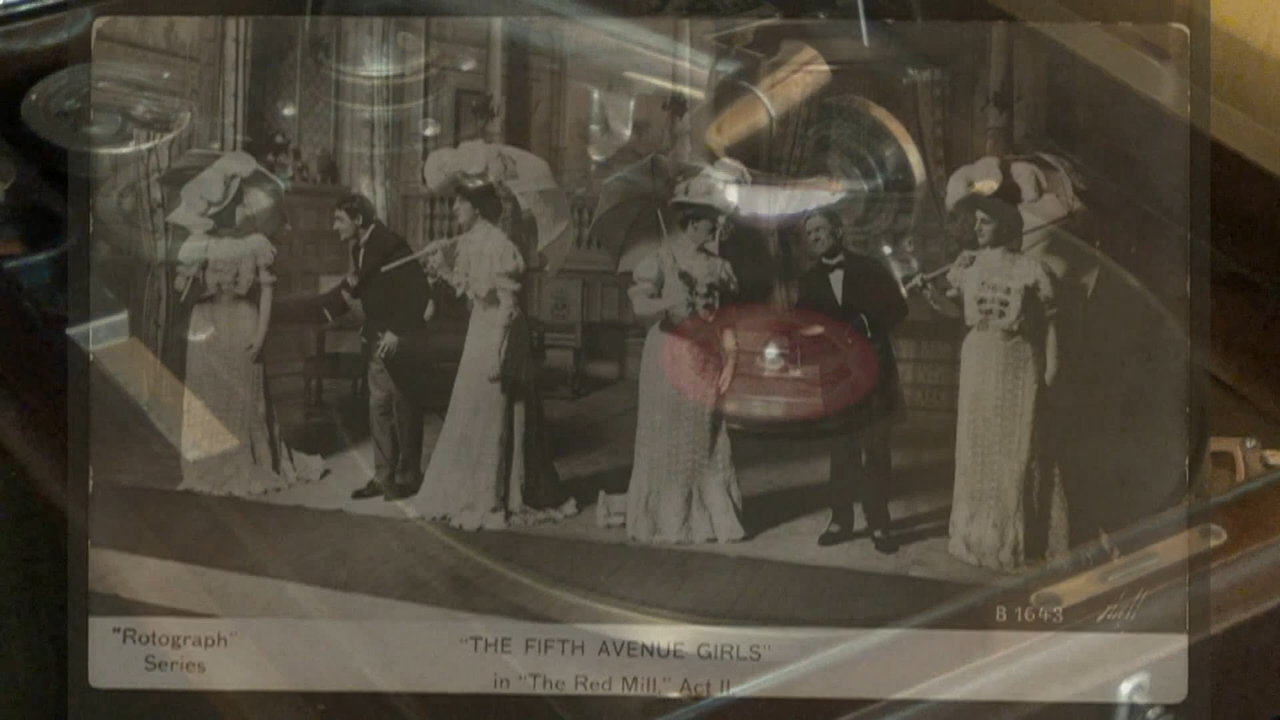 B 1643
"Rotograph"
Series
"THE FIFTH AVENUE GIRLS"
in "The Red Mill," Act II.